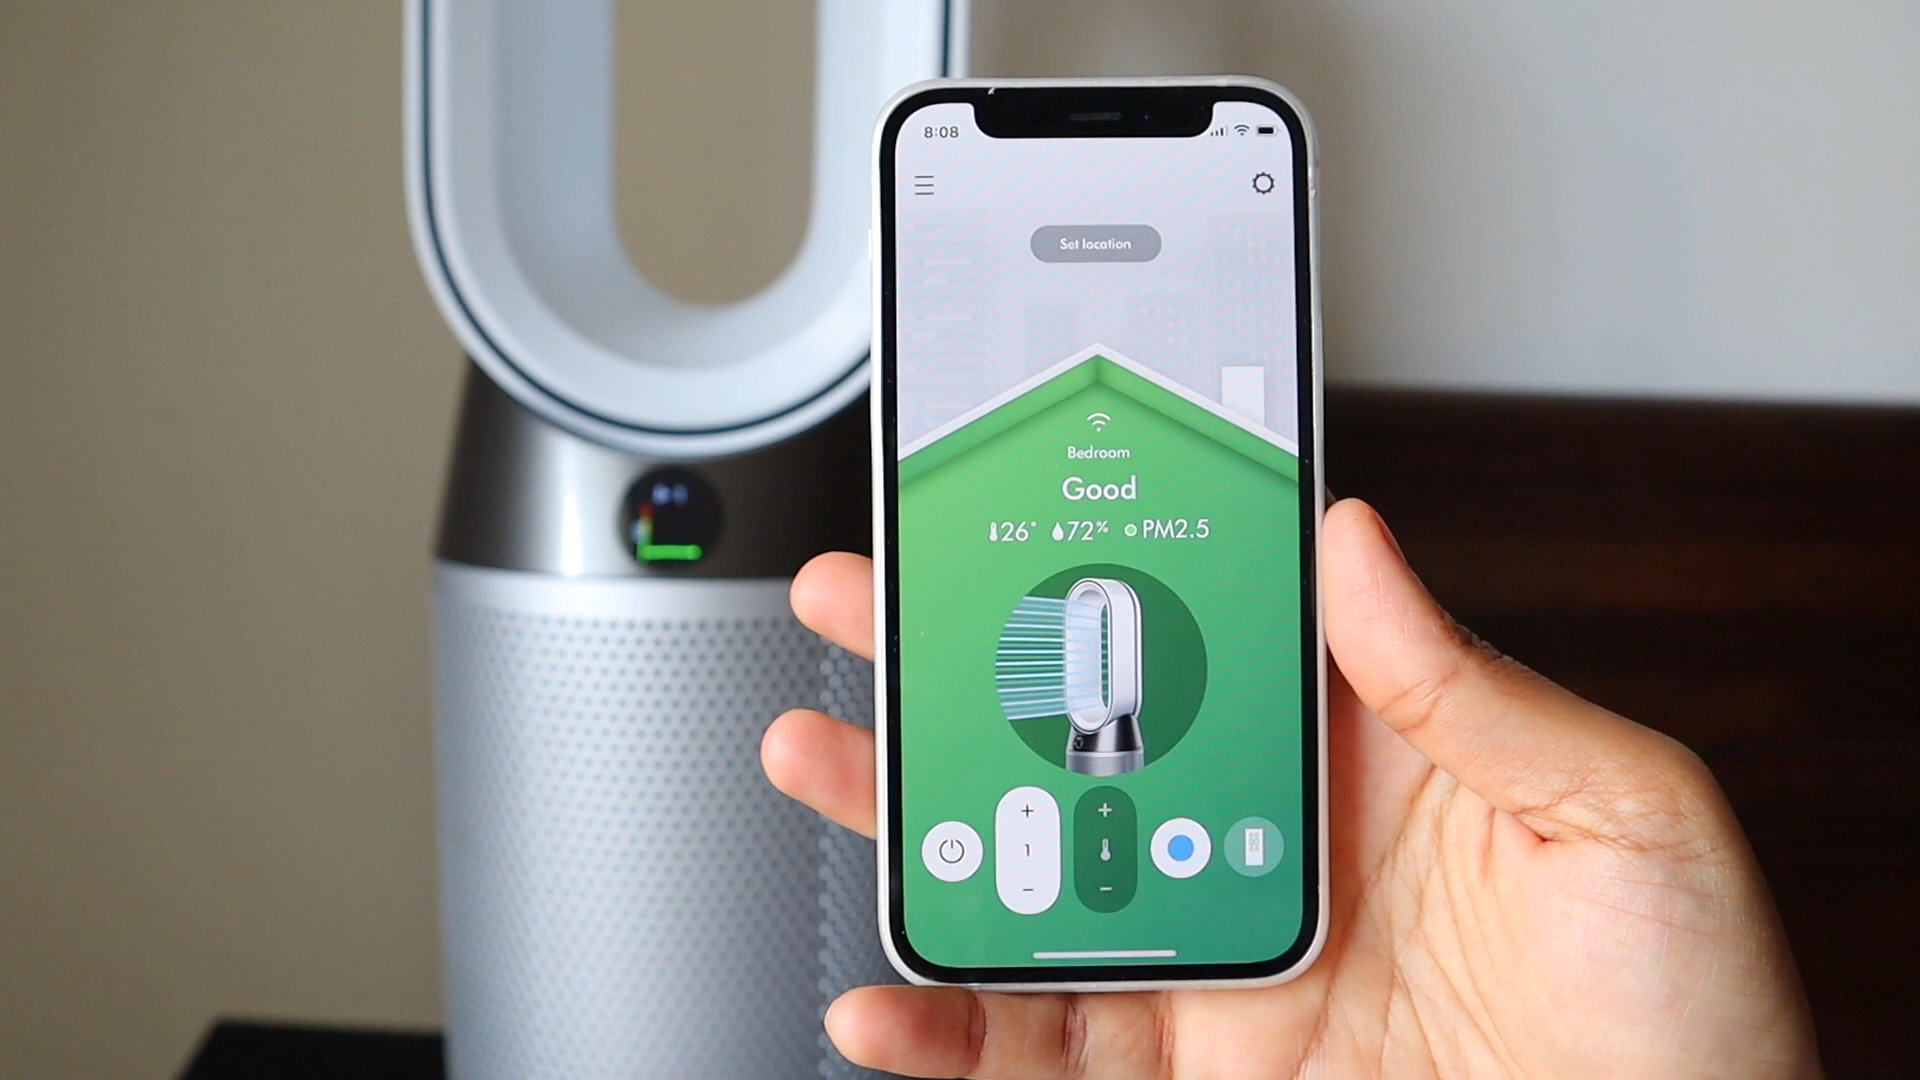 8:08
Set location
Bedroom
Good
26° 72% PM2.5
+ +
1
− −